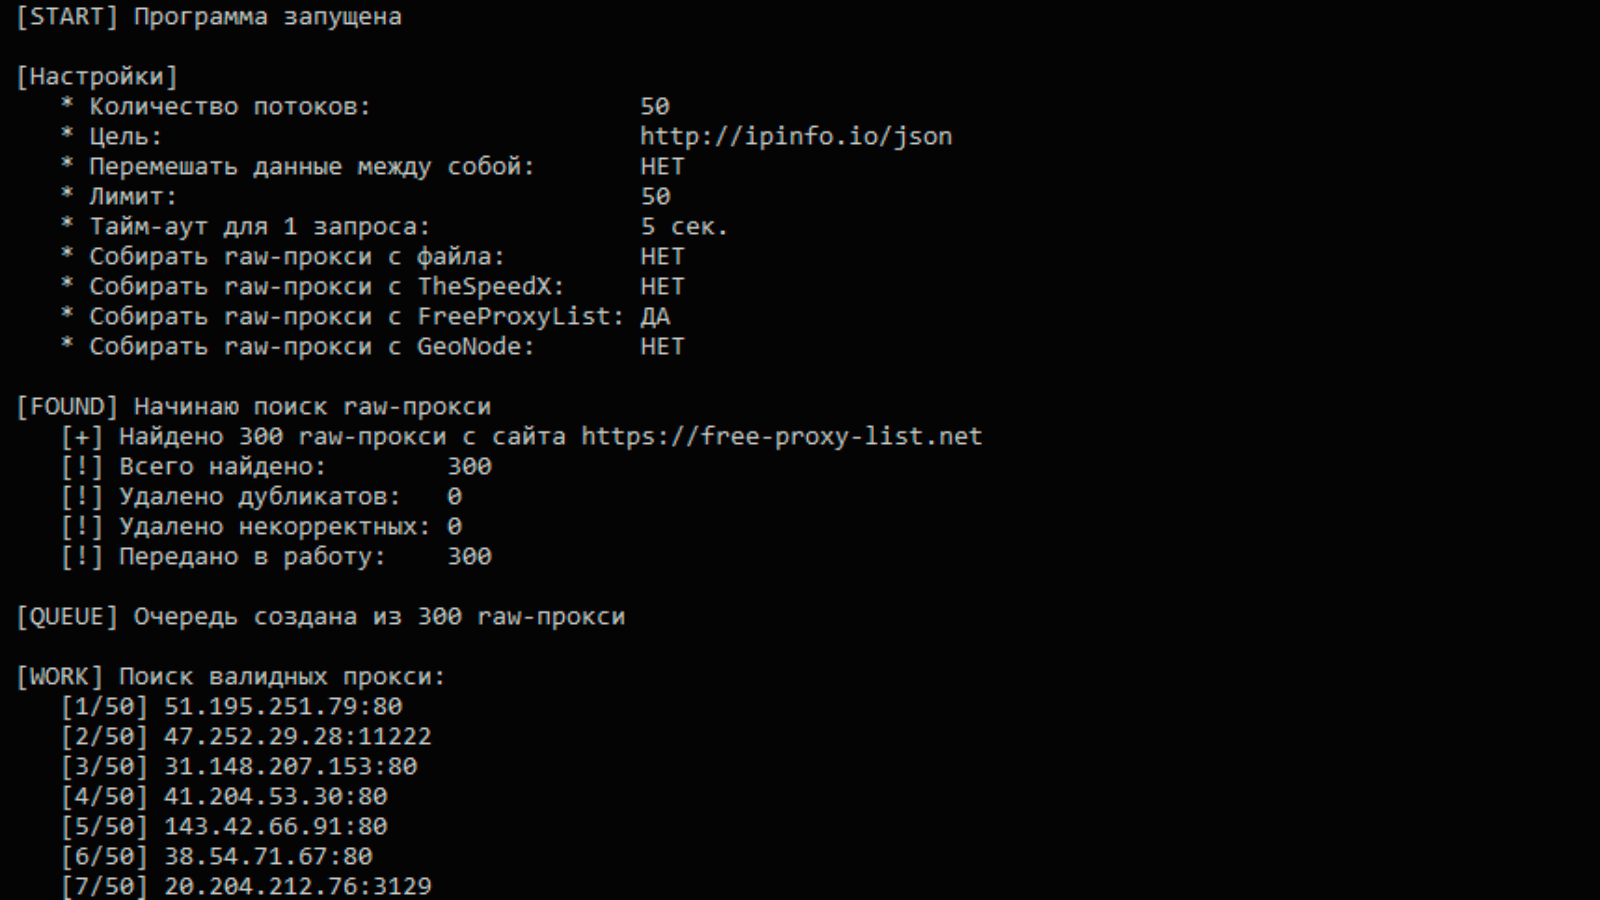 [START] Программа запущена
[Настройки]
* Количество потоков: 50
* Цель: http://ipinfo.io/json
* Перемешать данные между собой: НЕТ
* Лимит: 50
* Тайм-аут для 1 запроса: 5 сек.
* Собирать raw-прокси с файла: НЕТ
* Собирать raw-прокси с TheSpeedX: НЕТ
* Собирать raw-прокси с FreeProxyList: ДА
* Собирать raw-прокси с GeoNode: НЕТ
[FOUND] Начинаю поиск raw-прокси
[+] Найдено 300 raw-прокси с сайта https://free-proxy-list.net
[!] Всего найдено: 300
[!] Удалено дубликатов: 0
[!] Удалено некорректных: 0
[!] Передано в работу: 300
[QUEUE] Очередь создана из 300 raw-прокси
[WORK] Поиск валидных прокси:
[1/50] 51.195.251.79:80
[2/50] 47.252.29.28:11222
[3/50] 31.148.207.153:80
[4/50] 41.204.53.30:80
[5/50] 143.42.66.91:80
[6/50] 38.54.71.67:80
[7/50] 20.204.212.76:3129